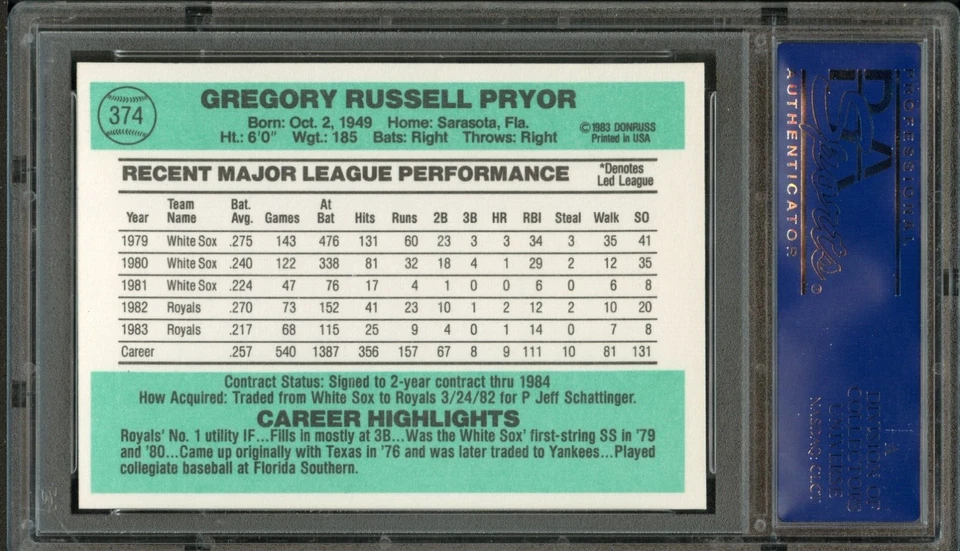 374
GREGORY RUSSELL PRYOR
Born: Oct. 2, 1949 Home: Sarasota, Fla.
Ht.: 6'0" Wgt.: 185 Bats: Right Throws: Right
©1983 DONRUSS
Printed in USA
RECENT MAJOR LEAGUE PERFORMANCE
*Denotes
Led League
Year Team Name Bat. Avg. Games At Bat Hits Runs 2B 3B HR RBI Steal Walk SO
1979 White Sox .275 143 476 131 60 23 3 3 34 3 35 41
1980 White Sox .240 122 338 81 32 18 4 1 29 2 12 35
1981 White Sox .224 47 76 17 4 1 0 0 6 0 6 8
1982 Royals .270 73 152 41 23 10 1 2 12 2 10 20
1983 Royals .217 68 115 25 9 4 0 1 14 0 7 8
Career .257 540 1387 356 157 67 8 9 111 10 81 131
Contract Status: Signed to 2-year contract thru 1984
How Acquired: Traded from White Sox to Royals 3/24/82 for P Jeff Schattinger.
CAREER HIGHLIGHTS
Royals' No. 1 utility IF...Fills in mostly at 3B...Was the White Sox' first-string SS in '79
and '80...Came up originally with Texas in '76 and was later traded to Yankees...Played
collegiate baseball at Florida Southern.
PROFESSIONAL
PSA
Sports
AUTHENTICATOR
A
DIVISION OF
COLLECTORS
UNIVERSE
NASDAQ: CLCT